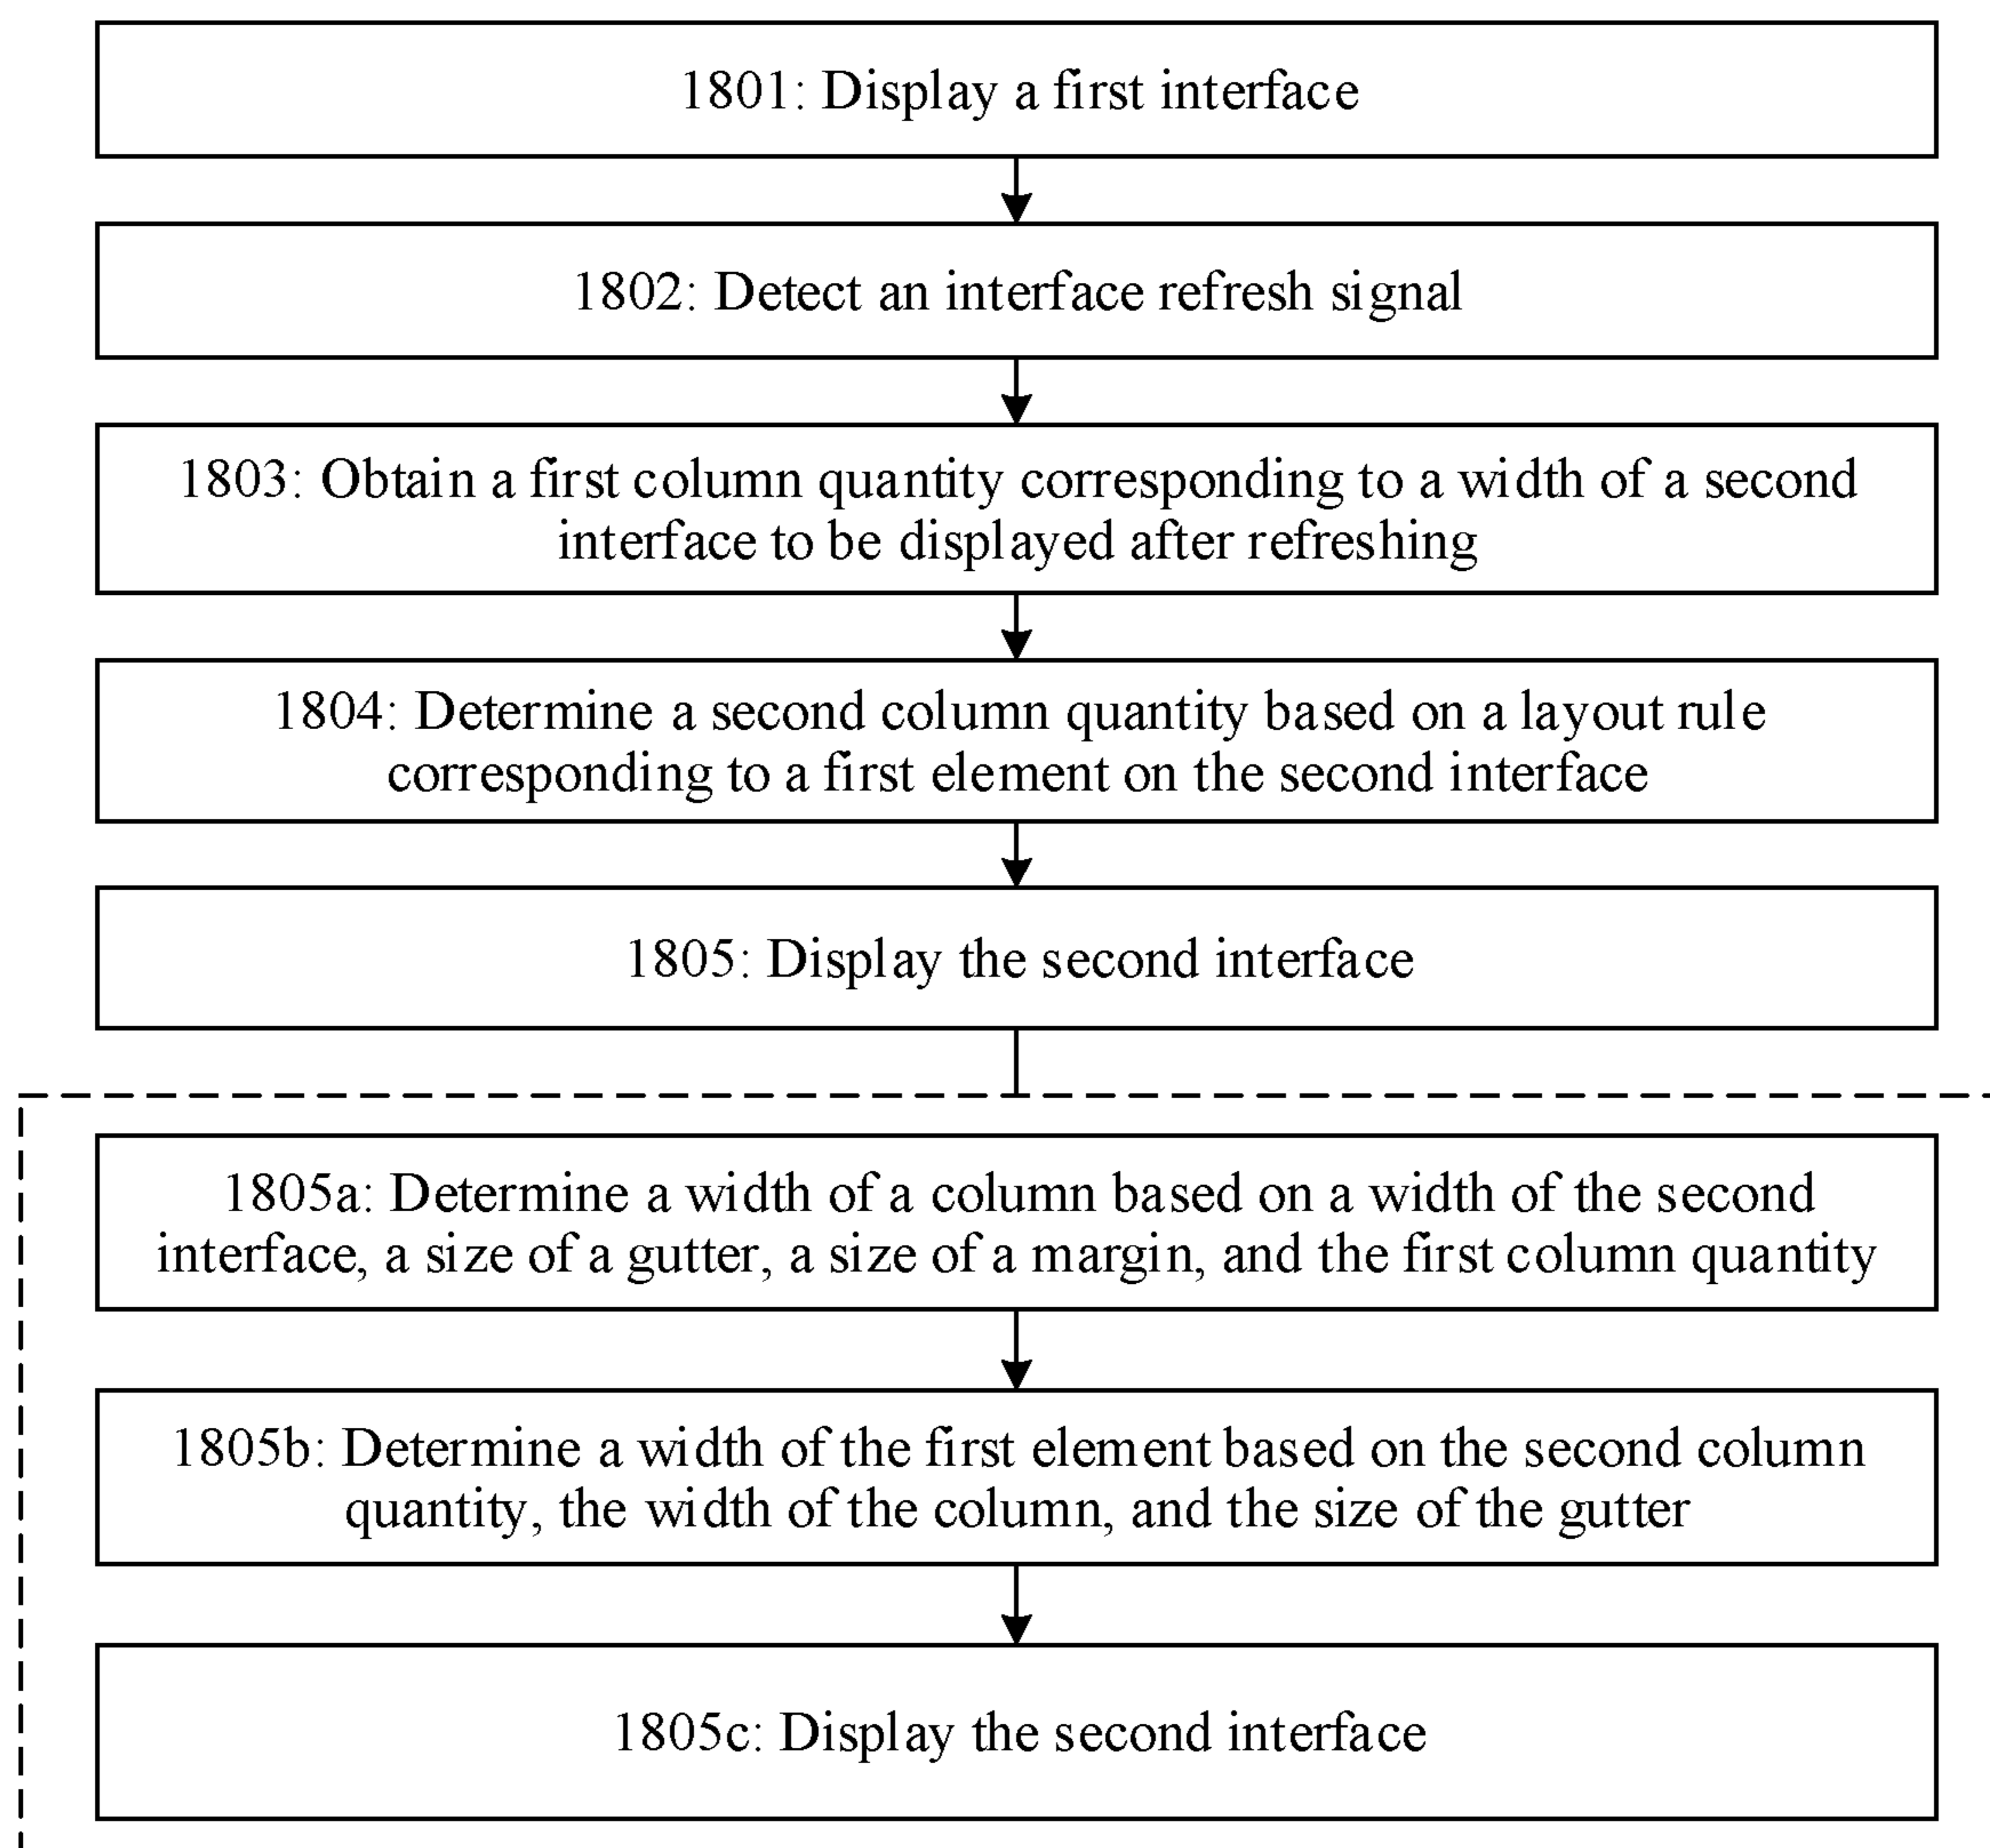 1801: Display a first interface
1802: Detect an interface refresh signal
1803: Obtain a first column quantity corresponding to a width of a second
interface to be displayed after refreshing
1804: Determine a second column quantity based on a layout rule
corresponding to a first element on the second interface
1805: Display the second interface
1805a: Determine a width of a column based on a width of the second
interface, a size of a gutter, a size of a margin, and the first column quantity
1805b: Determine a width of the first element based on the second column
quantity, the width of the column, and the size of the gutter
1805c: Display the second interface